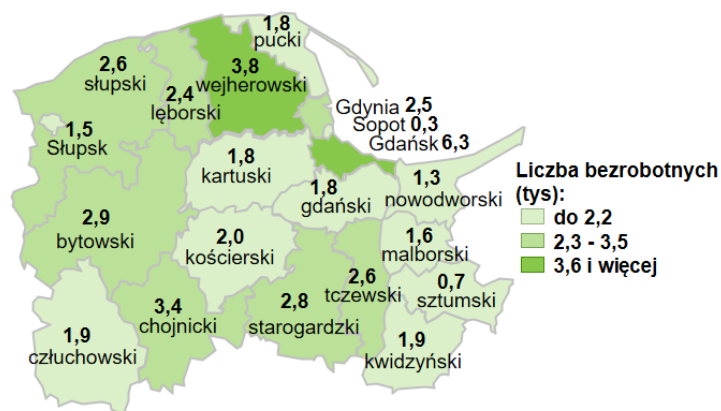 1,8
pucki
2,6
słupski
3,8
wejherowski
2,4
lęborski
Gdynia 2,5
Sopot 0,3
Gdańsk 6,3
1,5
Słupsk
1,8
kartuski
1,8
gdański
1,3
nowodworski
2,9
bytowski
2,0
kościerski
1,6
malborski
0,7
sztumski
2,6
tczewski
2,8
starogardzki
3,4
chojnicki
1,9
człuchowski
1,9
kwidzyński
Liczba bezrobotnych
(tys):
do 2,2
2,3 - 3,5
3,6 i więcej